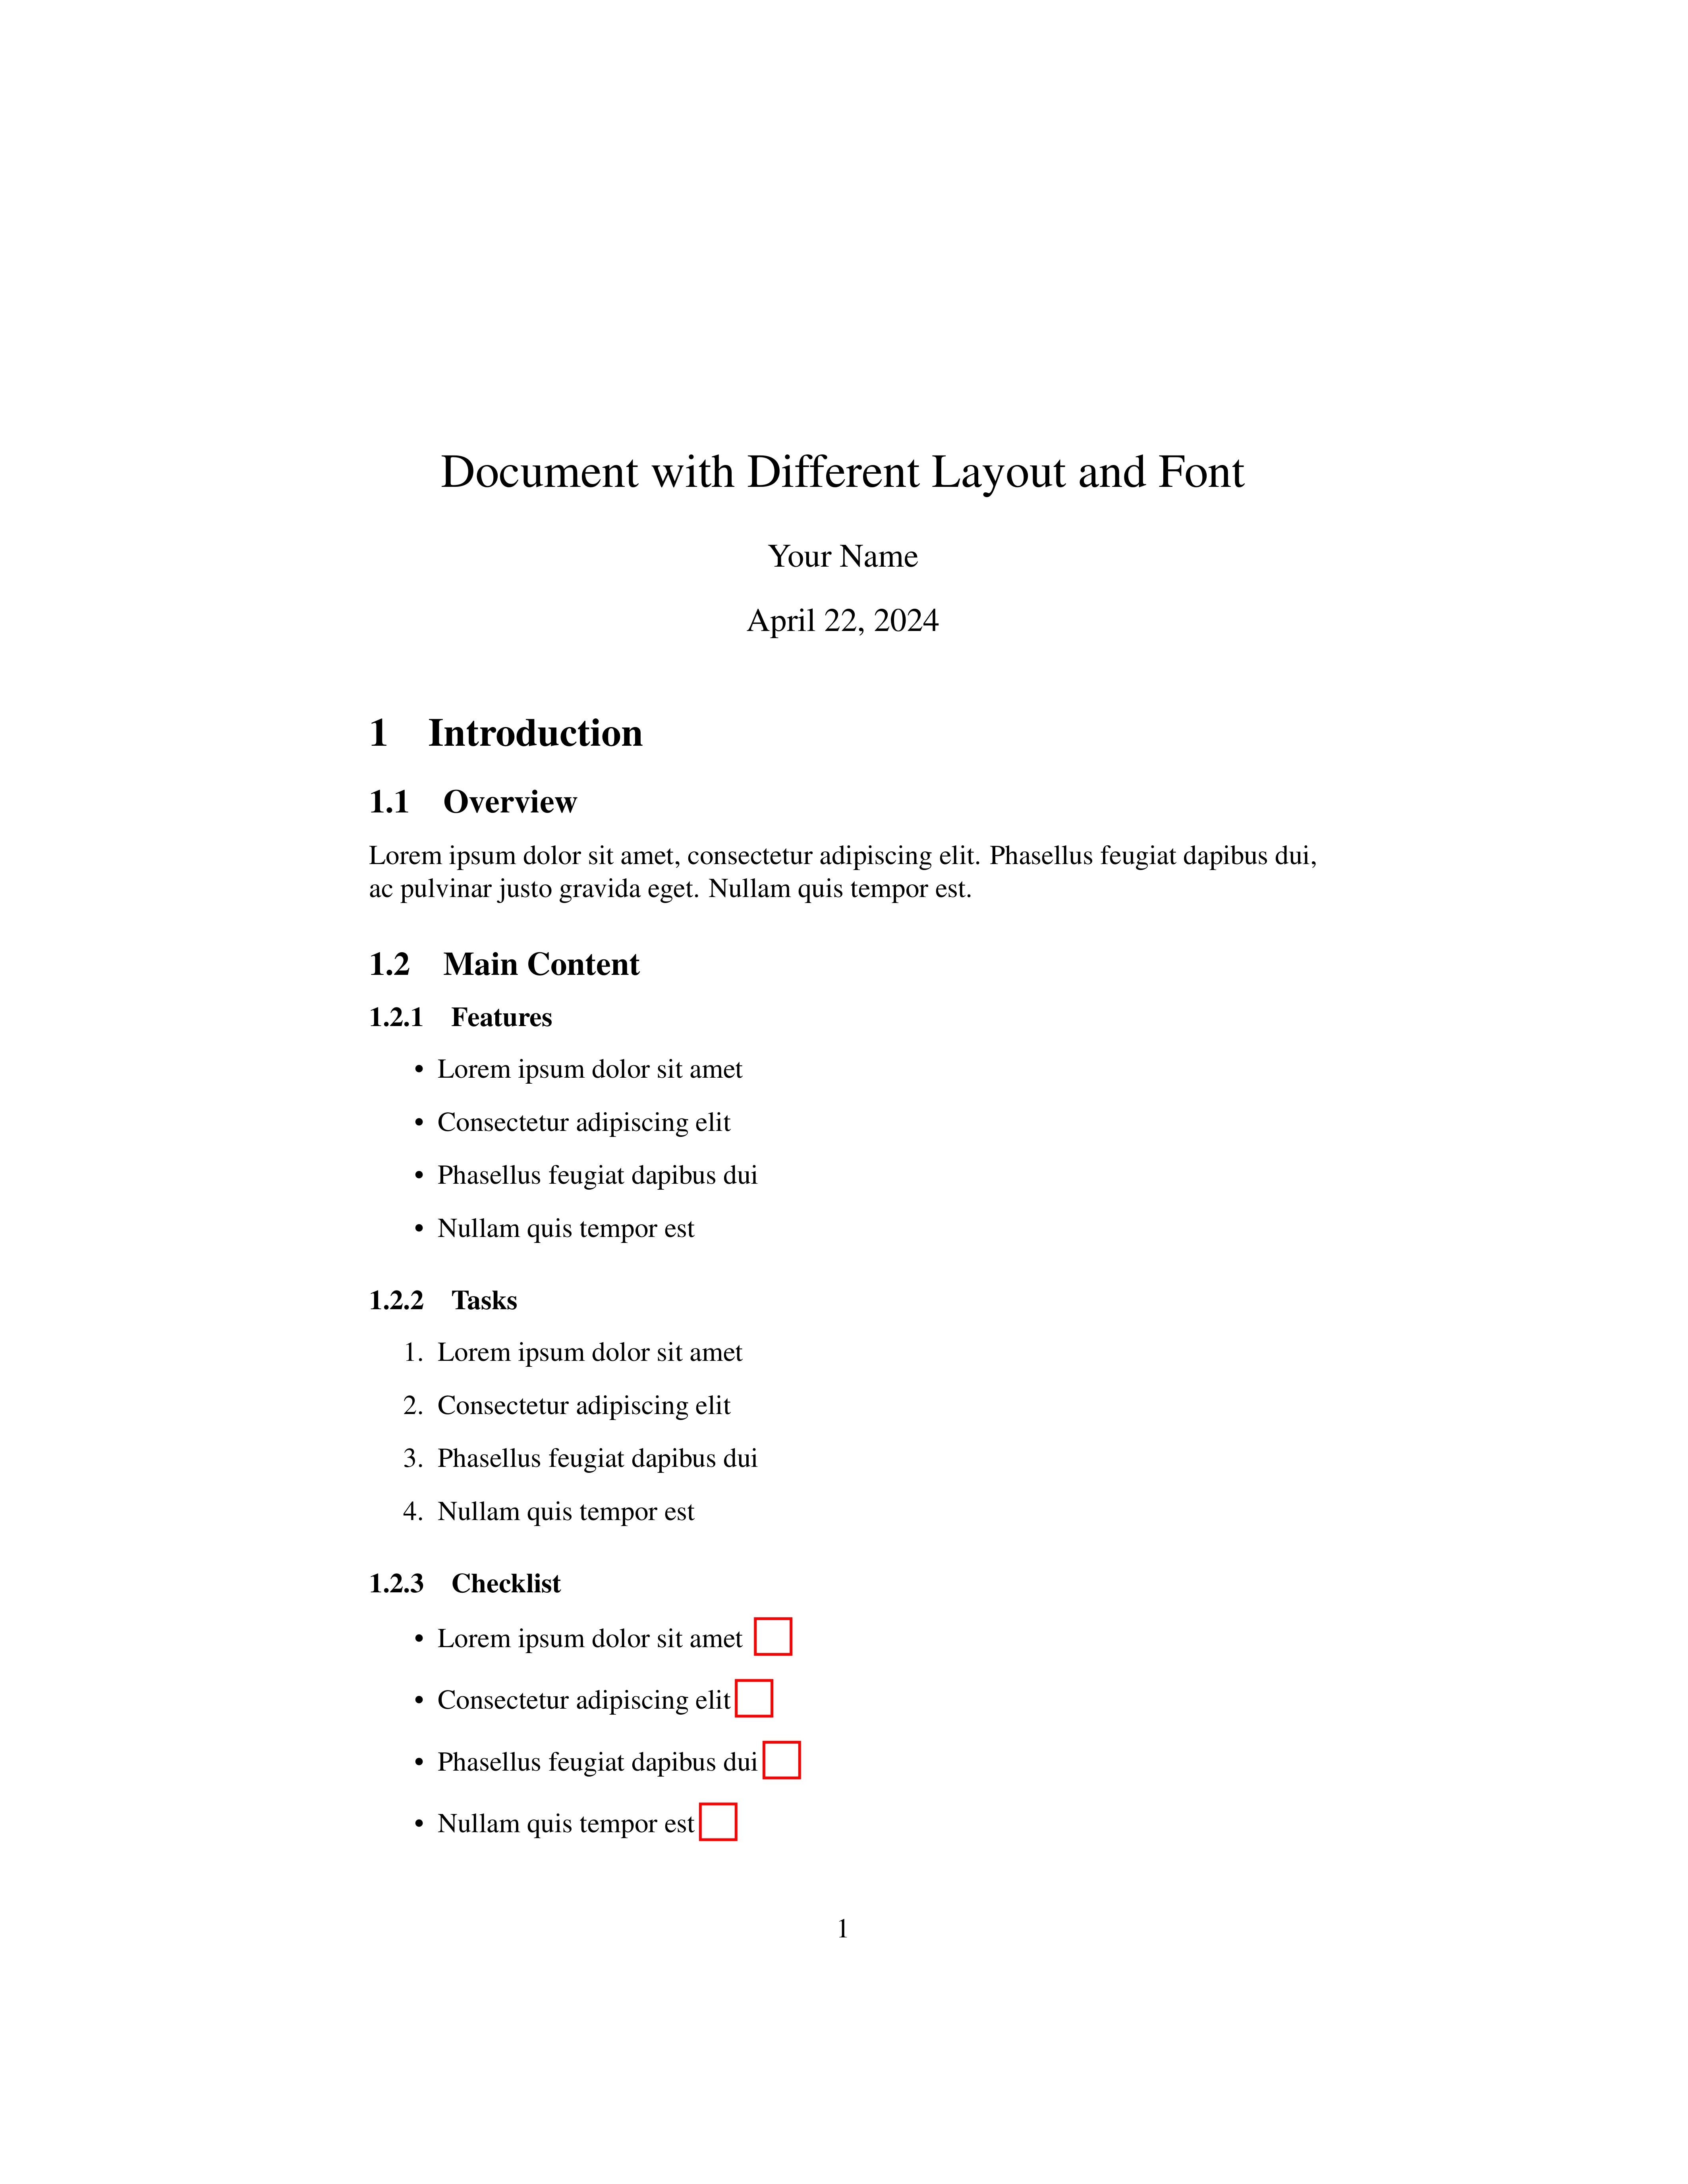 Document with Different Layout and Font
Your Name
April 22, 2024
1 Introduction
1.1 Overview
Lorem ipsum dolor sit amet, consectetur adipiscing elit. Phasellus feugiat dapibus dui,
ac pulvinar justo gravida eget. Nullam quis tempor est.
1.2 Main Content
1.2.1 Features
• Lorem ipsum dolor sit amet
• Consectetur adipiscing elit
• Phasellus feugiat dapibus dui
• Nullam quis tempor est
1.2.2 Tasks
1. Lorem ipsum dolor sit amet
2. Consectetur adipiscing elit
3. Phasellus feugiat dapibus dui
4. Nullam quis tempor est
1.2.3 Checklist
• Lorem ipsum dolor sit amet
• Consectetur adipiscing elit
• Phasellus feugiat dapibus dui
• Nullam quis tempor est
1